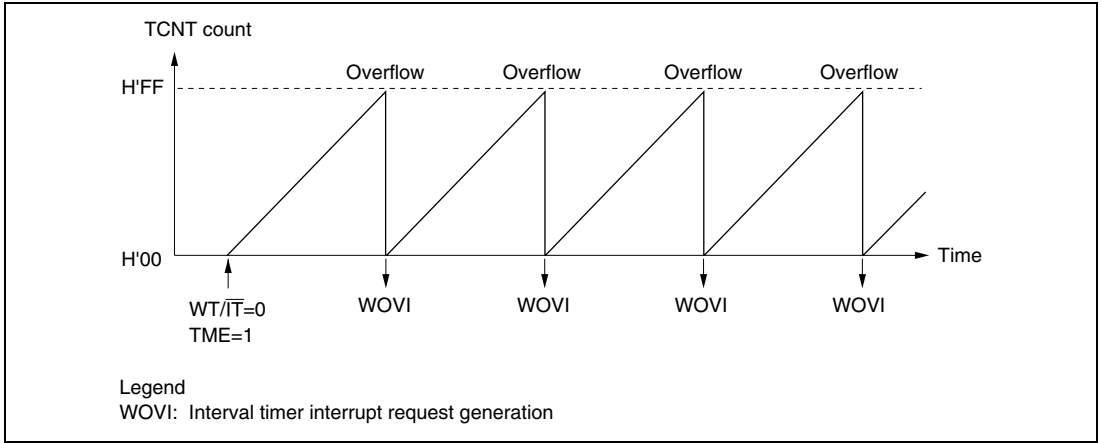 TCNT count
Overflow Overflow Overflow Overflow
H'FF
H'00
Time
WT/I̅T̅=0
TME=1
WOVI WOVI WOVI WOVI
Legend
WOVI: Interval timer interrupt request generation